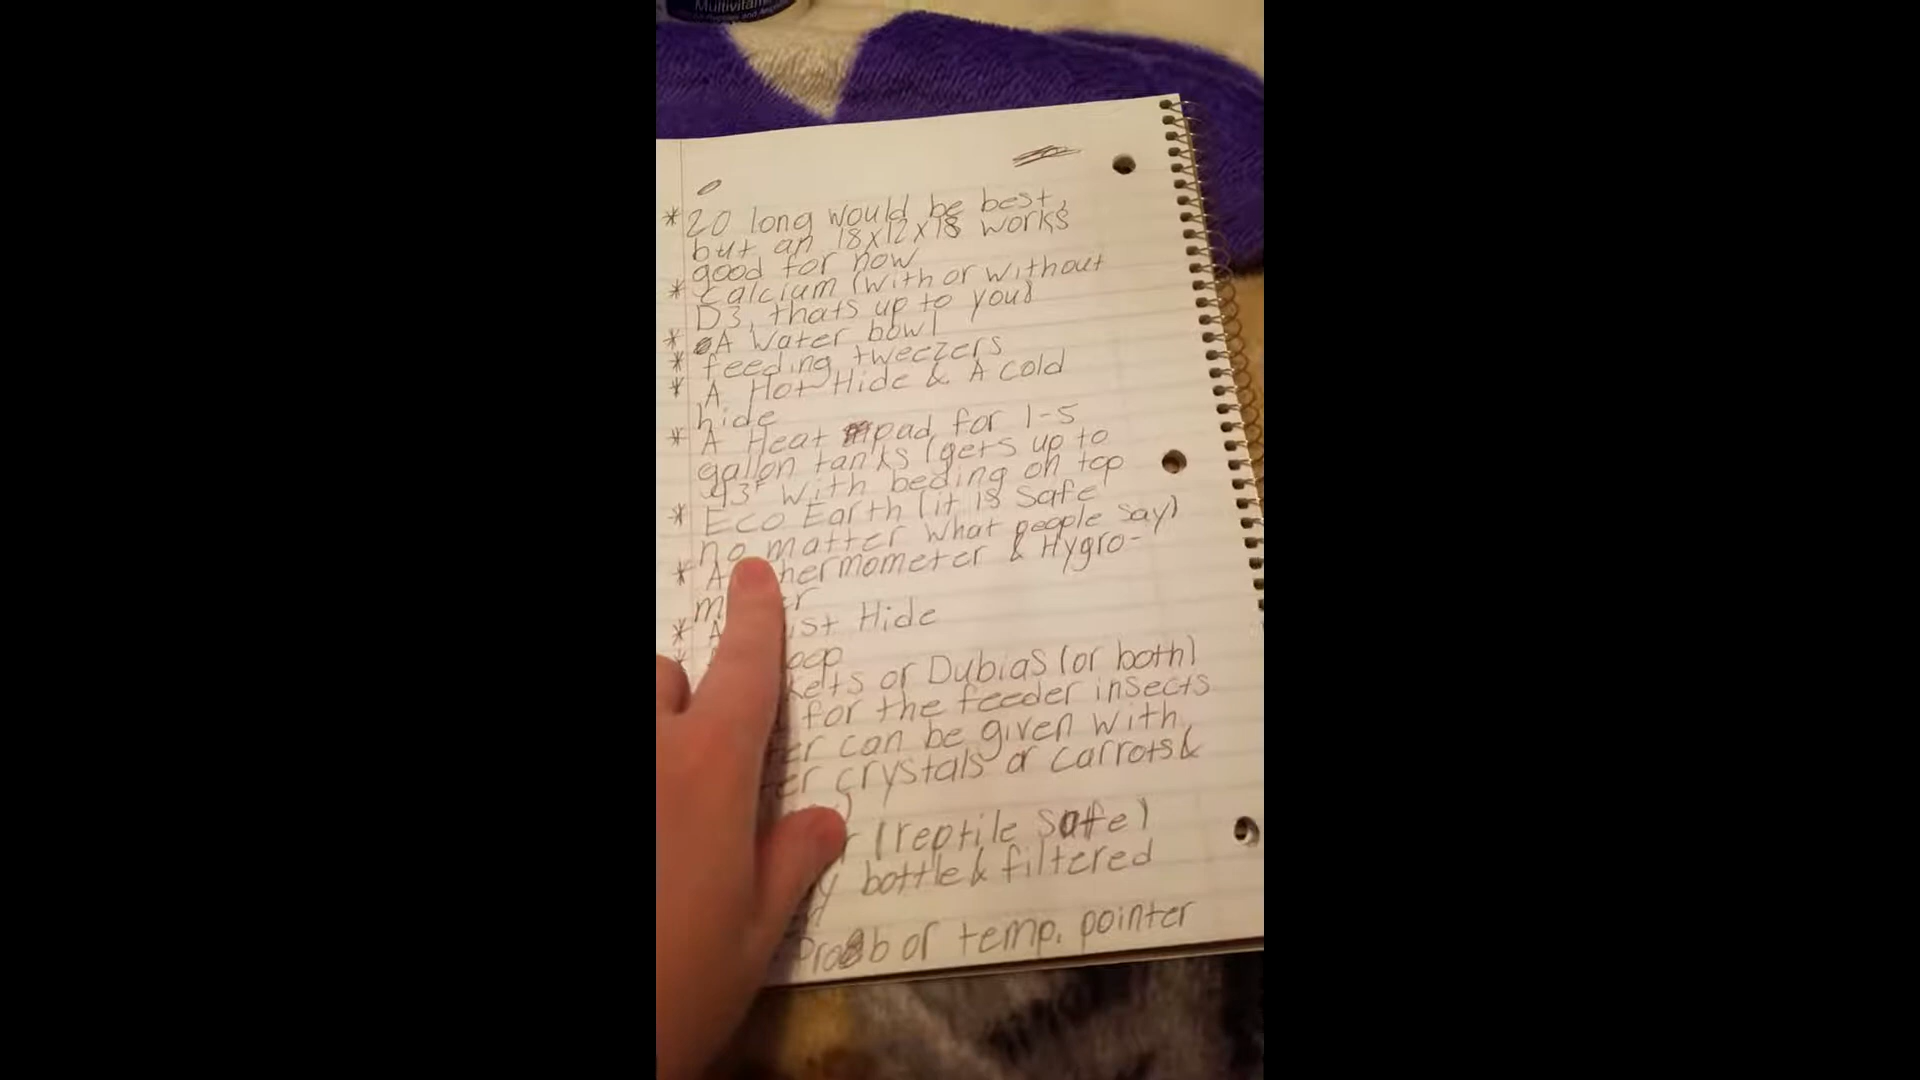 Multivitam
* 20 long would be best,
but an 18x12x18 works
good for now
* Calcium (with or without
D3, thats up to you)
* A Water bowl
* feeding tweezers
* A Hot Hide & A cold
hide
* A Heat pad for 1-5
gallon tanks (gets up to
93° with beding on top
* Eco Earth (it is safe
no matter what people say)
* A hermometer & Hygro-
m er
* A ist Hide
* oop
kets or Dubias (or both)
for the feeder insects
er can be given with
er crystals or carrots &
(reptile safe)
y bottle & filtered
Prob or temp. pointer